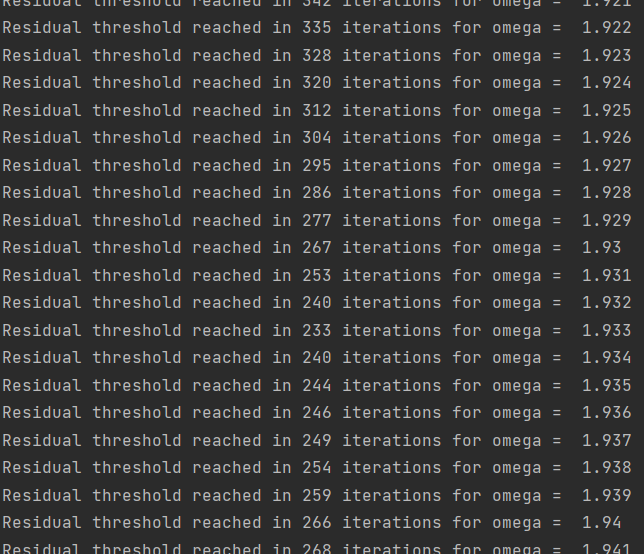 Residual threshold reached in 342 iterations for omega =  1.921
Residual threshold reached in 335 iterations for omega =  1.922
Residual threshold reached in 328 iterations for omega =  1.923
Residual threshold reached in 320 iterations for omega =  1.924
Residual threshold reached in 312 iterations for omega =  1.925
Residual threshold reached in 304 iterations for omega =  1.926
Residual threshold reached in 295 iterations for omega =  1.927
Residual threshold reached in 286 iterations for omega =  1.928
Residual threshold reached in 277 iterations for omega =  1.929
Residual threshold reached in 267 iterations for omega =  1.93
Residual threshold reached in 253 iterations for omega =  1.931
Residual threshold reached in 240 iterations for omega =  1.932
Residual threshold reached in 233 iterations for omega =  1.933
Residual threshold reached in 240 iterations for omega =  1.934
Residual threshold reached in 244 iterations for omega =  1.935
Residual threshold reached in 246 iterations for omega =  1.936
Residual threshold reached in 249 iterations for omega =  1.937
Residual threshold reached in 254 iterations for omega =  1.938
Residual threshold reached in 259 iterations for omega =  1.939
Residual threshold reached in 266 iterations for omega =  1.94
Residual threshold reached in 268 iterations for omega =  1.941